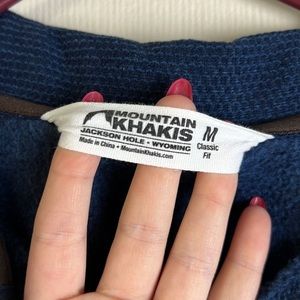 MOUNTAIN
KHAKIS
JACKSON HOLE • WYOMING
Made in China • MountainKhakis.com
M
Classic
Fit